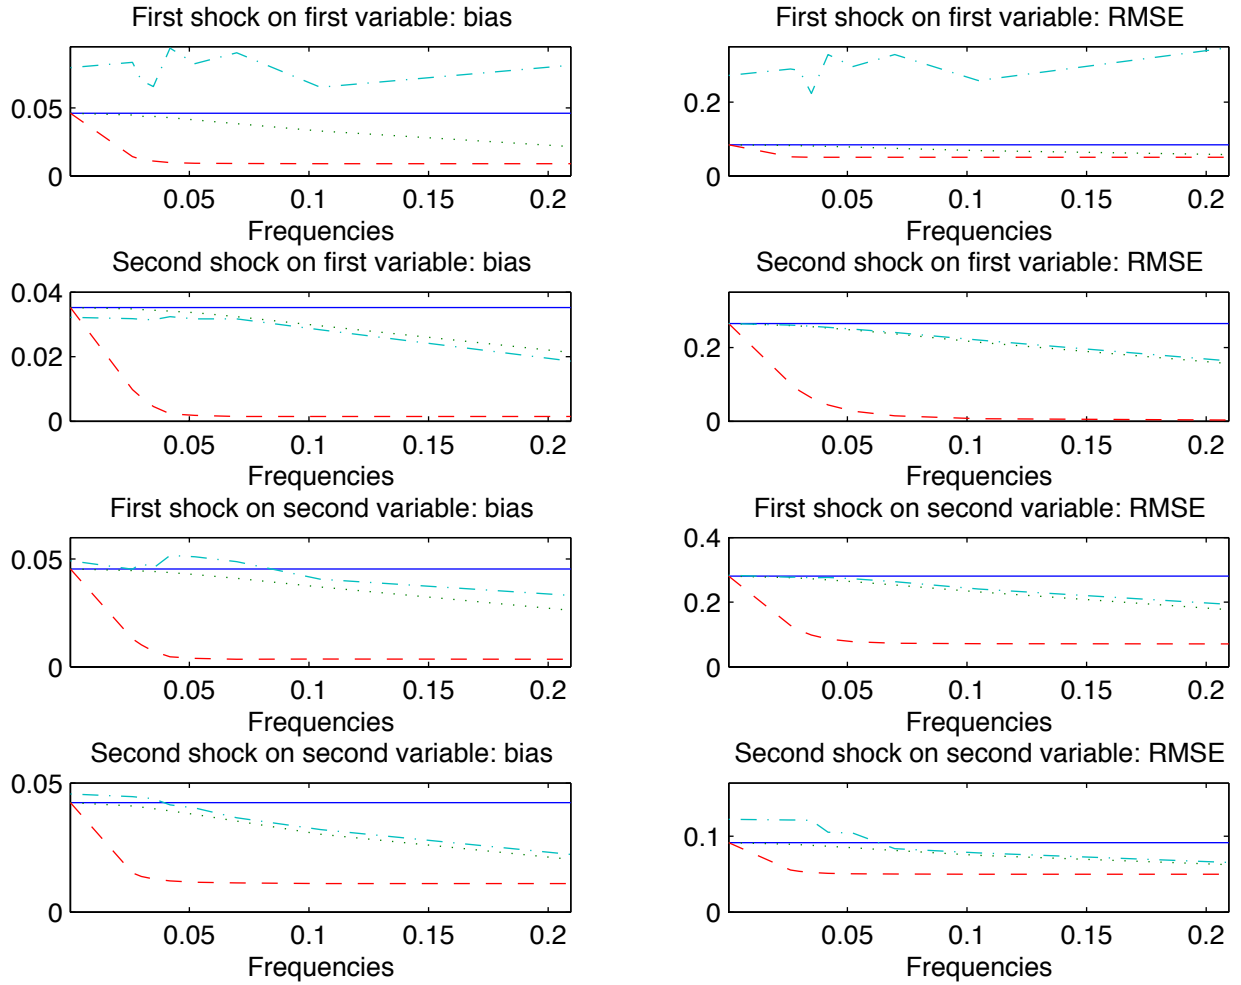 First shock on first variable: bias
First shock on first variable: RMSE
0.05
0
0.05 0.1 0.15 0.2
Frequencies
0.2
0
0.05 0.1 0.15 0.2
Frequencies
Second shock on first variable: bias
Second shock on first variable: RMSE
0.04
0.02
0
0.05 0.1 0.15 0.2
Frequencies
0.2
0
0.05 0.1 0.15 0.2
Frequencies
First shock on second variable: bias
First shock on second variable: RMSE
0.05
0
0.05 0.1 0.15 0.2
Frequencies
0.4
0.2
0
0.05 0.1 0.15 0.2
Frequencies
Second shock on second variable: bias
Second shock on second variable: RMSE
0.05
0
0.05 0.1 0.15 0.2
Frequencies
0.1
0
0.05 0.1 0.15 0.2
Frequencies